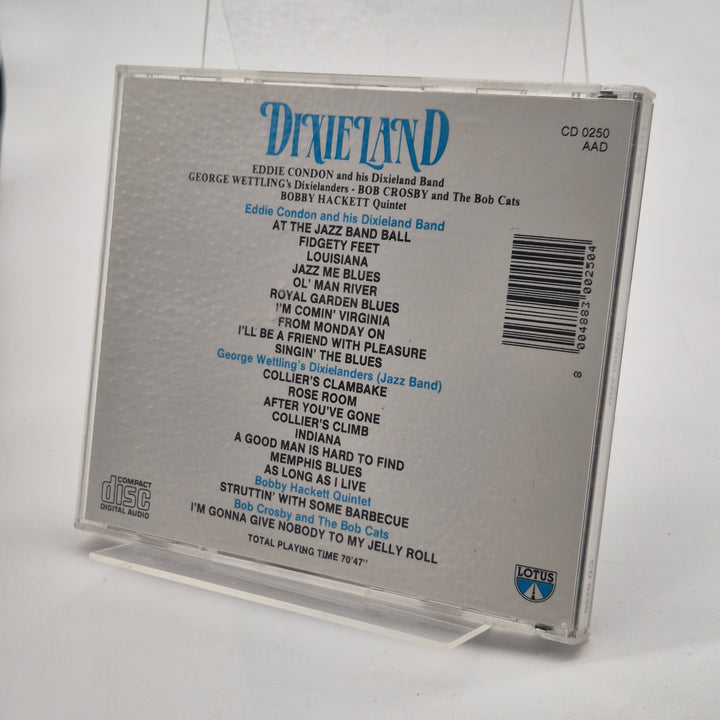 DIXIELAND
CD 0250
AAD
EDDIE CONDON and his Dixieland Band
GEORGE WETTLING's Dixielanders - BOB CROSBY and The Bob Cats
BOBBY HACKETT Quintet
Eddie Condon and his Dixieland Band
AT THE JAZZ BAND BALL
FIDGETY FEET
LOUISIANA
JAZZ ME BLUES
OL' MAN RIVER
ROYAL GARDEN BLUES
I'M COMIN' VIRGINIA
FROM MONDAY ON
I'LL BE A FRIEND WITH PLEASURE
SINGIN' THE BLUES
George Wettling's Dixielanders (Jazz Band)
COLLIER'S CLAMBAKE
ROSE ROOM
AFTER YOU'VE GONE
COLLIER'S CLIMB
INDIANA
A GOOD MAN IS HARD TO FIND
MEMPHIS BLUES
AS LONG AS I LIVE
Bobby Hackett Quintet
STRUTTIN' WITH SOME BARBECUE
Bob Crosby and The Bob Cats
I'M GONNA GIVE NOBODY TO MY JELLY ROLL
TOTAL PLAYING TIME 70'47"
8 004883 002504
COMPACT
disc
DIGITAL AUDIO
LOTUS